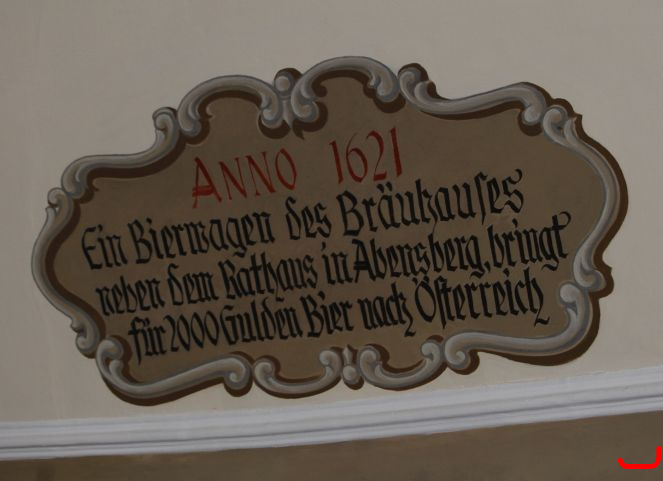 ANNO 1621
Ein Bierwagen des Bräuhauses
neben dem Rathaus in Abensberg, bringt
für 2000 Gulden Bier nach Österreich